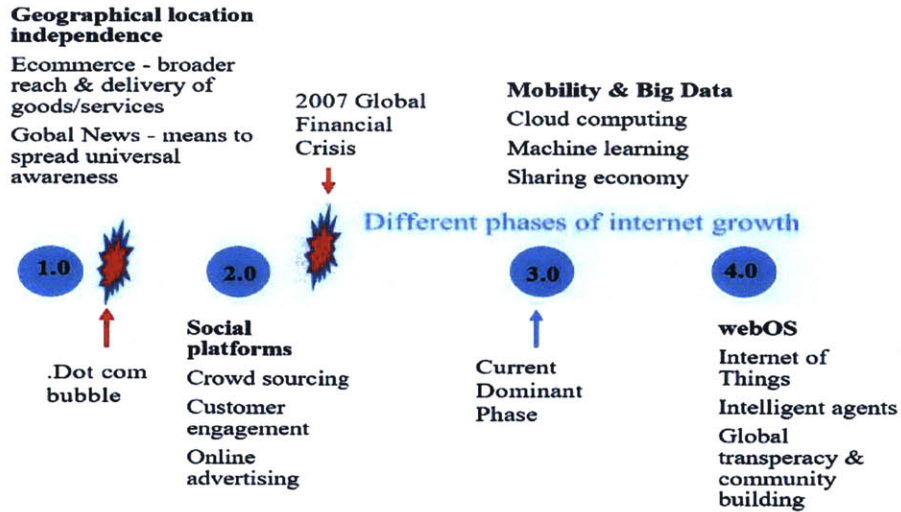 Geographical location
independence
Ecommerce - broader
reach & delivery of
goods/services
Gobal News - means to
spread universal
awareness
2007 Global
Financial
Crisis
Mobility & Big Data
Cloud computing
Machine learning
Sharing economy
Different phases of internet growth
1.0
2.0
3.0
4.0
.Dot com
bubble
Social
platforms
Crowd sourcing
Customer
engagement
Online
advertising
Current
Dominant
Phase
webOS
Internet of
Things
Intelligent agents
Global
transperacy &
community
building